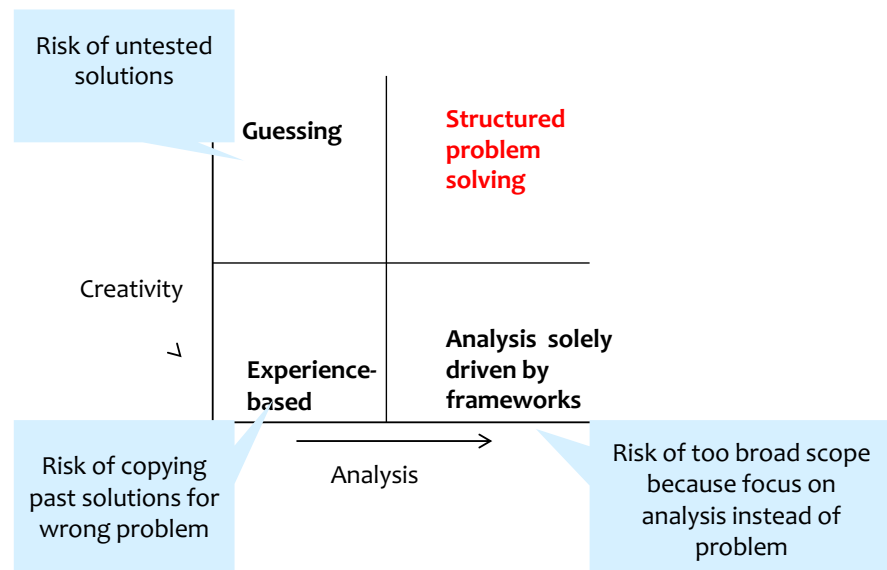 Risk of untested
solutions
Guessing
Structured
problem
solving
Creativity
Experience-
based
Analysis solely
driven by
frameworks
Analysis
Risk of copying
past solutions for
wrong problem
Risk of too broad scope
because focus on
analysis instead of
problem